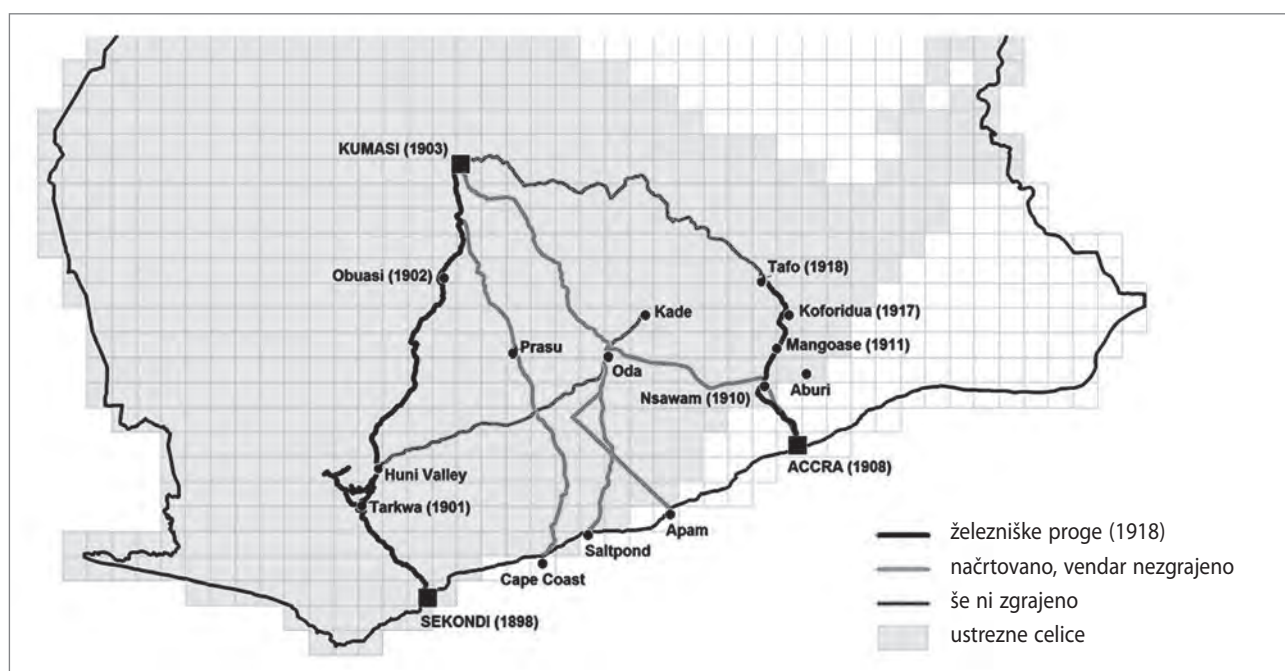 KUMASI (1903)
Obuasi (1902)
Tafo (1918)
Kade
Koforidua (1917)
Prasu
Mangoase (1911)
Oda
Aburi
Nsawam (1910)
ACCRA (1908)
Huni Valley
Tarkwa (1901)
Apam
Saltpond
Cape Coast
SEKONDI (1898)
železniške proge (1918)
načrtovano, vendar nezgrajeno
še ni zgrajeno
ustrezne celice